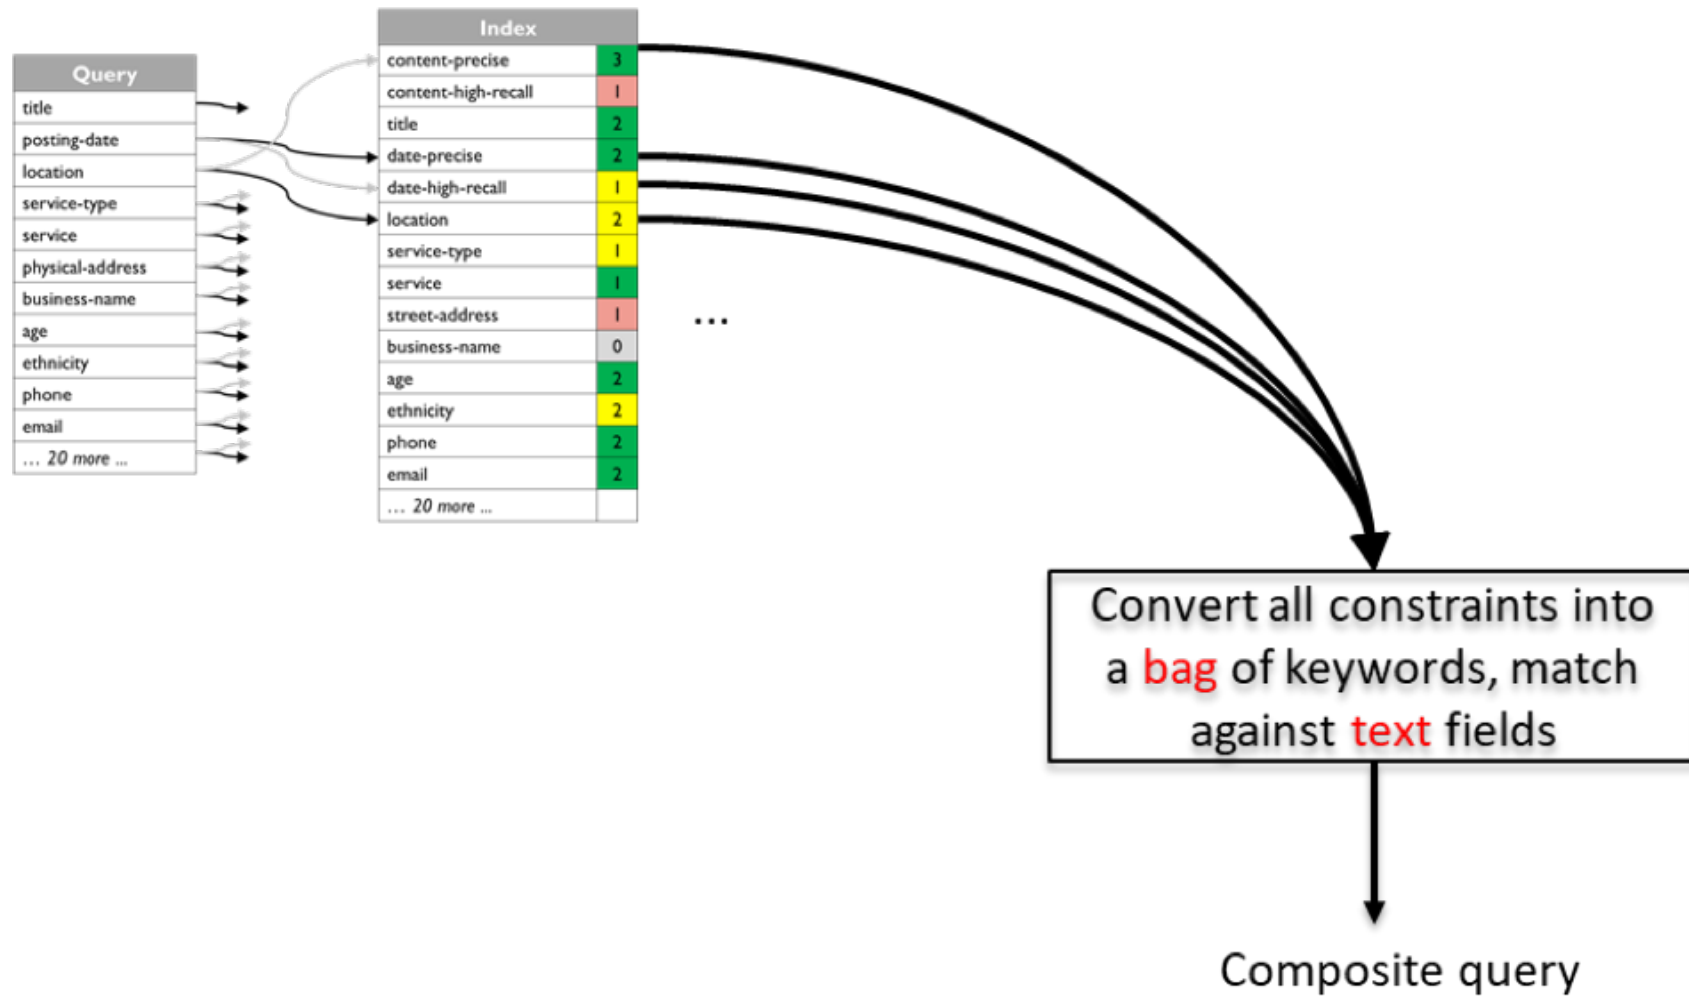 Query
title
posting-date
location
service-type
service
physical-address
business-name
age
ethnicity
phone
email
... 20 more ...
Index
content-precise 3
content-high-recall 1
title 2
date-precise 2
date-high-recall 1
location 2
service-type 1
service 1
street-address 1
business-name 0
age 2
ethnicity 2
phone 2
email 2
... 20 more ...
...
Convert all constraints into
a bag of keywords, match
against text fields
Composite query